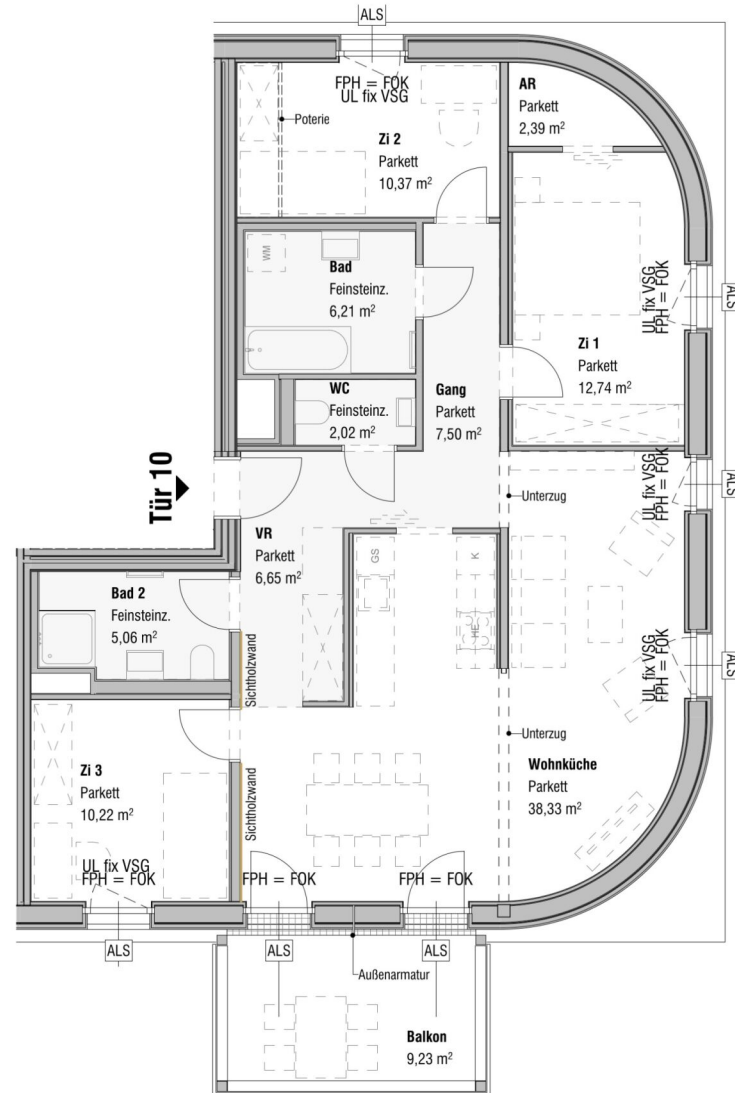 ALS
FPH = FOK
UL fix VSG
Poterie
Zi 2
Parkett
10,37 m²
AR
Parkett
2,39 m²
WM
Bad
Feinsteinz.
6,21 m²
UL fix VSG
FPH = FOK
ALS
Zi 1
Parkett
12,74 m²
WC
Feinsteinz.
2,02 m²
Gang
Parkett
7,50 m²
Tür 10
UL fix VSG
FPH = FOK
ALS
Unterzug
VR
Parkett
6,65 m²
GS
K
HE
Bad 2
Feinsteinz.
5,06 m²
Sichtholzwand
UL fix VSG
FPH = FOK
ALS
Unterzug
Zi 3
Parkett
10,22 m²
Sichtholzwand
Wohnküche
Parkett
38,33 m²
UL fix VSG
FPH = FOK
FPH = FOK
FPH = FOK
ALS
ALS
ALS
Außenarmatur
Balkon
9,23 m²